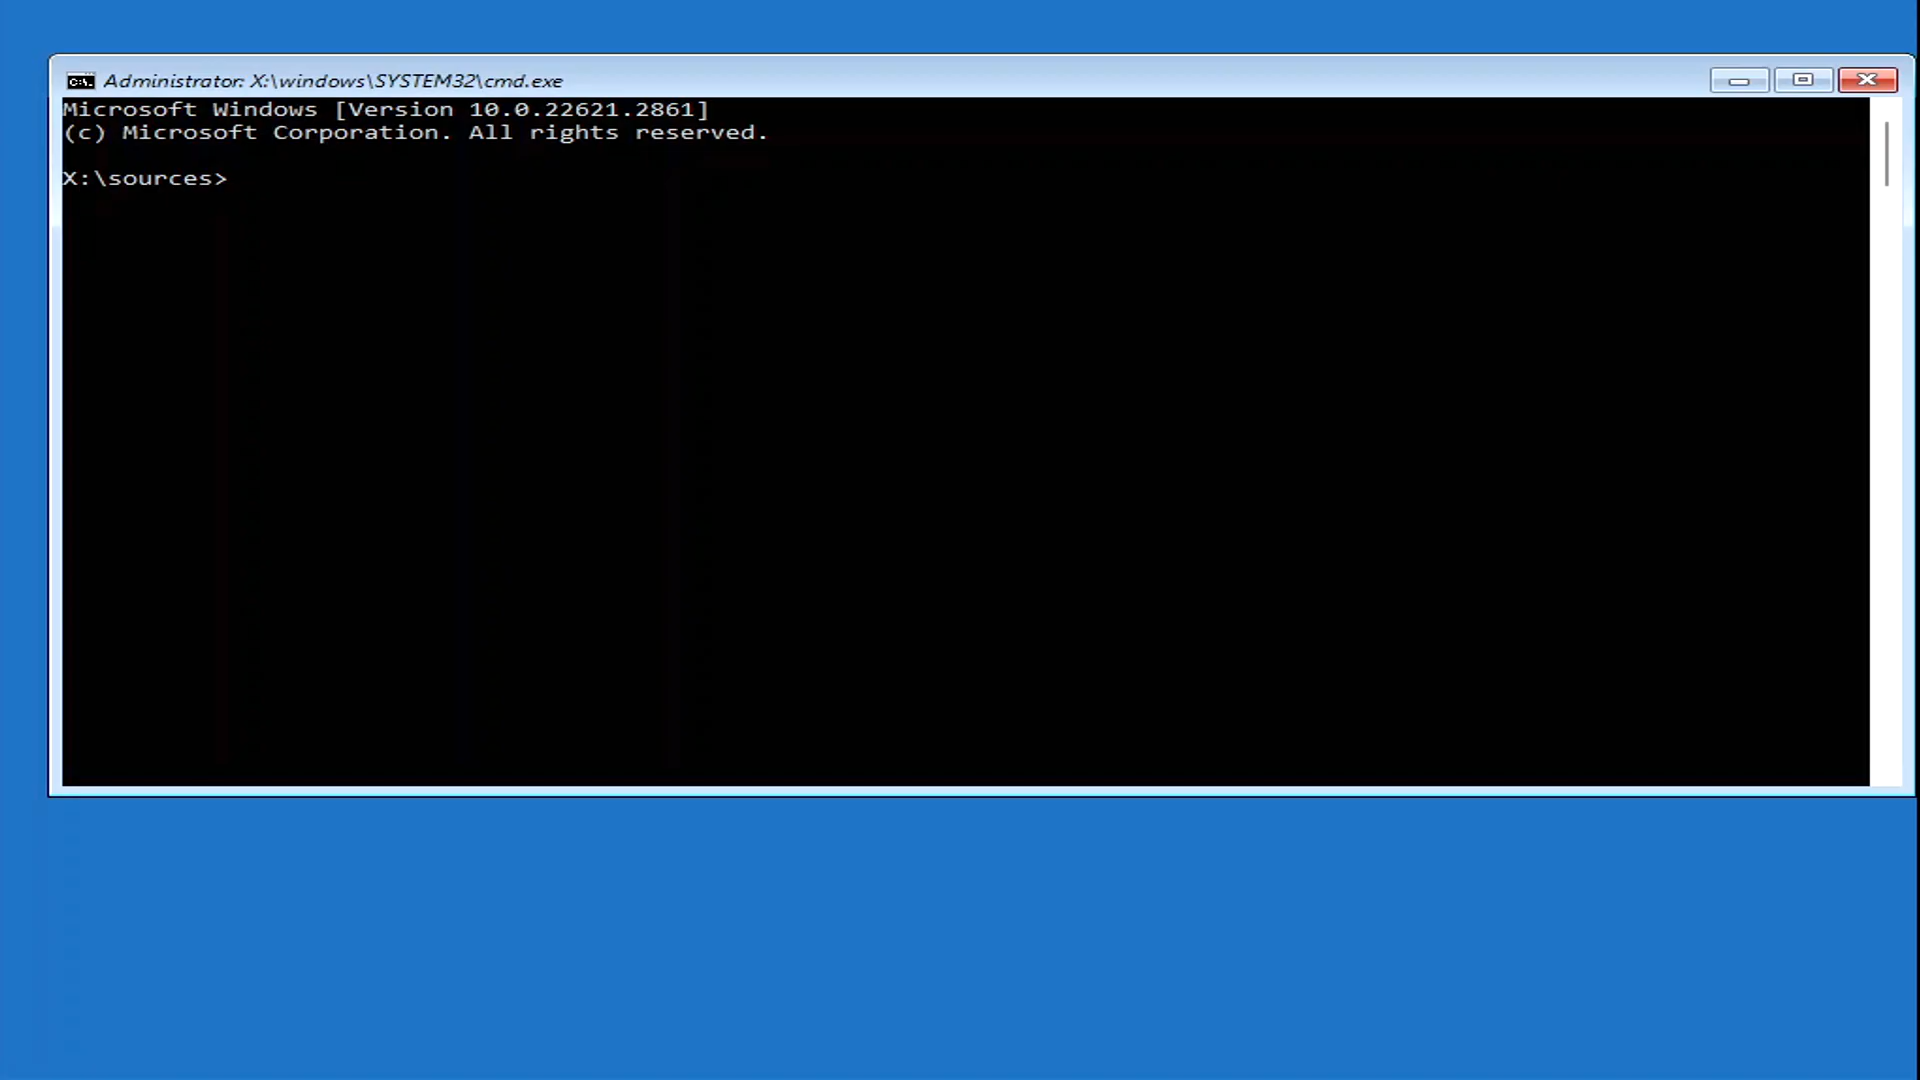 Administrator: X:\windows\SYSTEM32\cmd.exe
Microsoft Windows [Version 10.0.22621.2861]
(c) Microsoft Corporation. All rights reserved.
X:\sources>